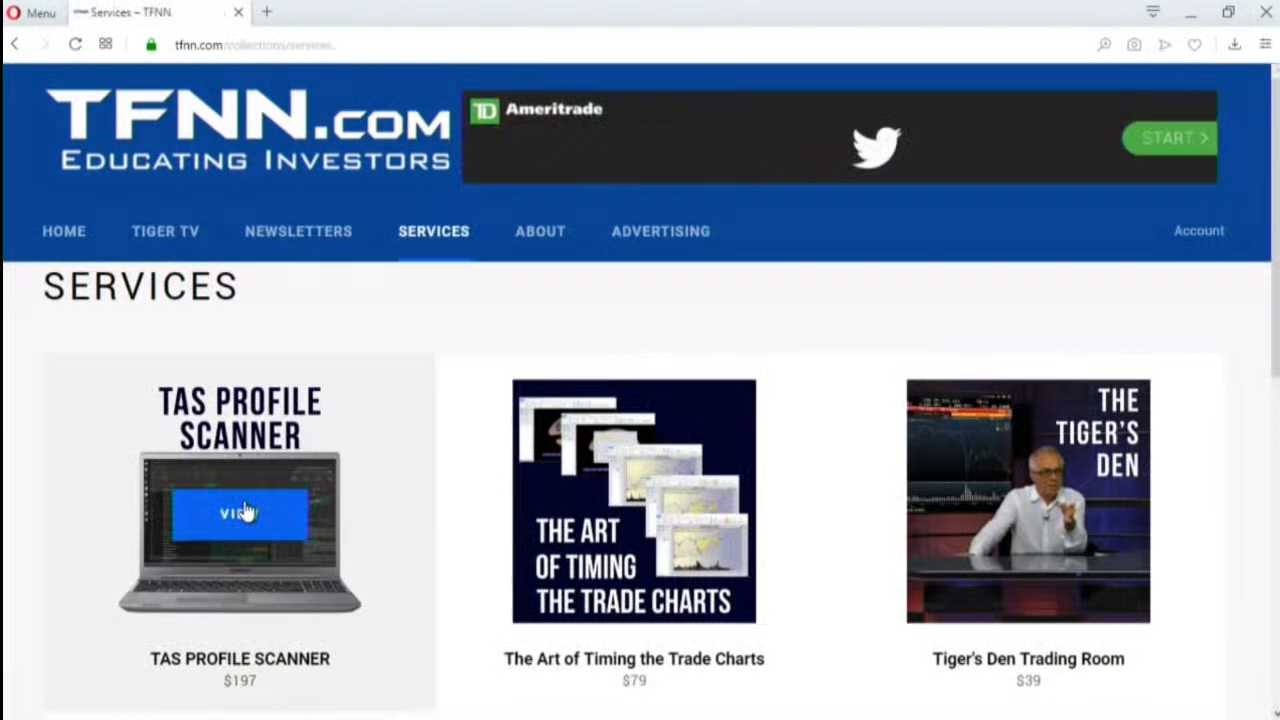 Menu
Services – TFNN
tfnn.com/collections/services
TFNN.COM
EDUCATING INVESTORS
TD Ameritrade
START >
HOME
TIGER TV
NEWSLETTERS
SERVICES
ABOUT
ADVERTISING
Account
SERVICES
TAS PROFILE
SCANNER
TAS PROFILE SCANNER
$197
THE ART
OF TIMING
THE TRADE CHARTS
The Art of Timing the Trade Charts
$79
THE
TIGER'S
DEN
Tiger's Den Trading Room
$39